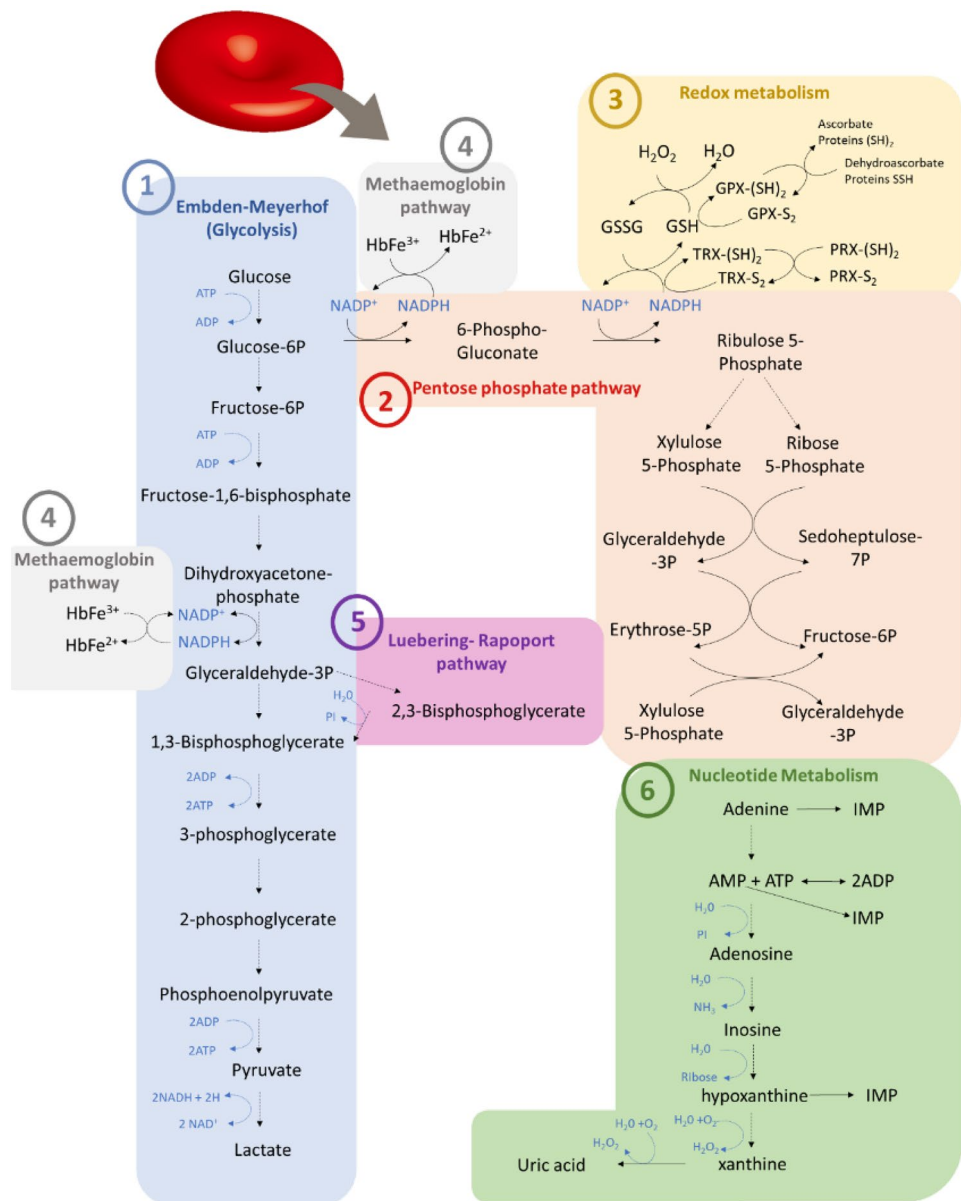 4
Methaemoglobin
pathway
HbFe³⁺
HbFe²⁺
3
Redox metabolism
H₂O₂
H₂O
Ascorbate
Proteins (SH)₂
Dehydroascorbate
Proteins SSH
GPX-(SH)₂
GPX-S₂
GSSG
GSH
TRX-(SH)₂
TRX-S₂
PRX-(SH)₂
PRX-S₂
1
Embden-Meyerhof
(Glycolysis)
Glucose
ATP
ADP
Glucose-6P
Fructose-6P
ATP
ADP
Fructose-1,6-bisphosphate
Dihydroxyacetone-
phosphate
NADP⁺
NADPH
Glyceraldehyde-3P
H₂0
PI
1,3-Bisphosphoglycerate
2ADP
2ATP
3-phosphoglycerate
2-phosphoglycerate
Phosphoenolpyruvate
2ADP
2ATP
Pyruvate
2NADH + 2H
2 NAD⁺
Lactate
4
Methaemoglobin
pathway
HbFe³⁺
HbFe²⁺
NADP⁺
NADPH
6-Phospho-
Gluconate
NADP⁺
NADPH
2
Pentose phosphate pathway
Ribulose 5-
Phosphate
Xylulose
5-Phosphate
Ribose
5-Phosphate
Glyceraldehyde
-3P
Sedoheptulose-
7P
Erythrose-5P
Fructose-6P
Xylulose
5-Phosphate
Glyceraldehyde
-3P
5
Luebering- Rapoport
pathway
2,3-Bisphosphoglycerate
6
Nucleotide Metabolism
Adenine
IMP
AMP + ATP
2ADP
IMP
H₂0
PI
Adenosine
H₂0
NH₃
Inosine
H₂0
Ribose
hypoxanthine
IMP
H₂0 +O₂
H₂O₂
xanthine
H₂0 +O₂
H₂O₂
Uric acid